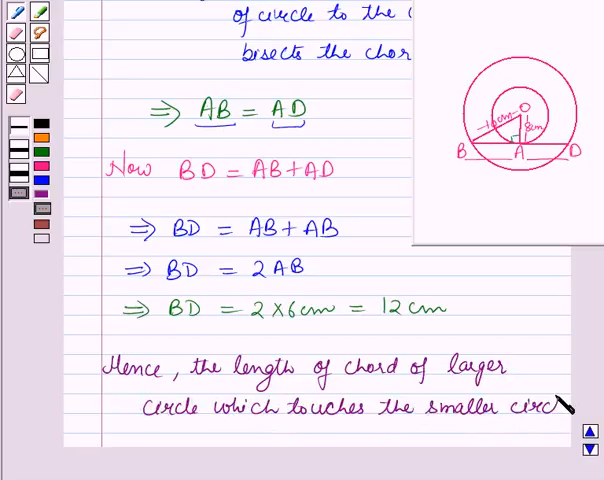 of circle to the
bisects the chor
⇒ AB = AD
Now BD = AB + AD
⇒ BD = AB + AB
⇒ BD = 2 AB
⇒ BD = 2 × 6 cm = 12 cm
Hence, the length of chord of larger
circle which touches the smaller circ
O
10cm
8cm
B A D